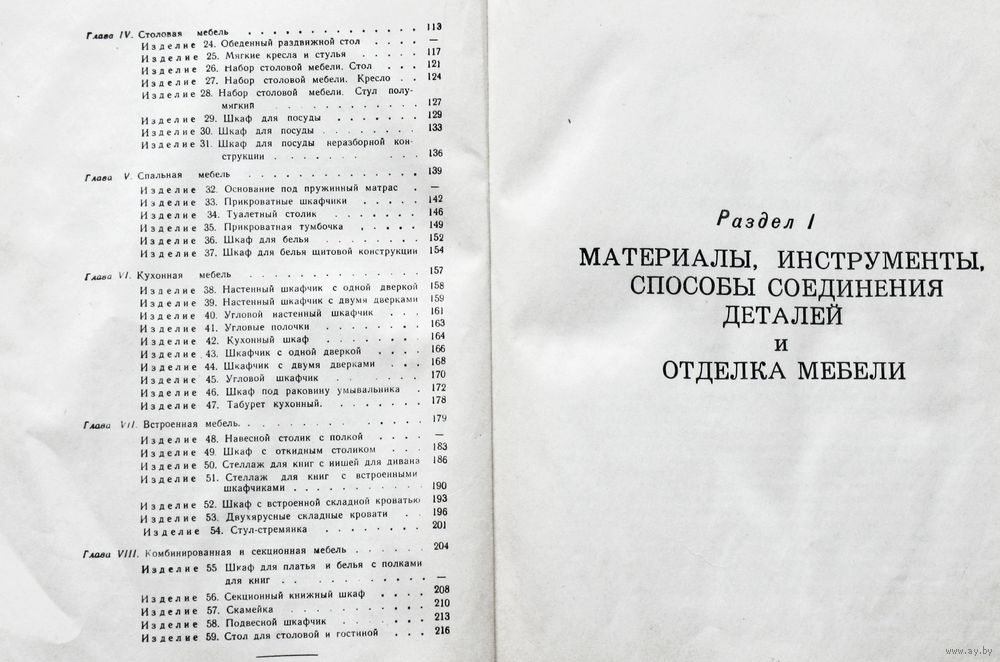 Глава IV. Столовая мебель . . . . . . . . . . . . 113
Изделие 24. Обеденный раздвижной стол . . . . —
Изделие 25. Мягкие кресла и стулья . . . . . 117
Изделие 26. Набор столовой мебели. Стол . . . 121
Изделие 27. Набор столовой мебели. Кресло . . 124
Изделие 28. Набор столовой мебели. Стул полу-
мягкий . . . . . . . . . . . 127
Изделие 29. Шкаф для посуды . . . . . . . 129
Изделие 30. Шкаф для посуды . . . . . . . . 133
Изделие 31. Шкаф для посуды неразборной кон-
струкции . . . . . . . . . . 136
Глава V. Спальная мебель . . . . . . . . . . . . 139
Изделие 32. Основание под пружинный матрас . —
Изделие 33. Прикроватные шкафчики . . . . . 142
Изделие 34. Туалетный столик . . . . . . . 146
Изделие 35. Прикроватная тумбочка . . . . . 149
Изделие 36. Шкаф для белья . . . . . . . . 152
Изделие 37. Шкаф для белья щитовой конструкции 154
Глава VI. Кухонная мебель . . . . . . . . . . . . 157
Изделие 38. Настенный шкафчик с одной дверкой 158
Изделие 39. Настенный шкафчик с двумя дверками 159
Изделие 40. Угловой настенный шкафчик . . . 161
Изделие 41. Угловые полочки . . . . . . . . 163
Изделие 42. Кухонный шкаф . . . . . . . . 164
Изделие 43. Шкафчик с одной дверкой . . . . 166
Изделие 44. Шкафчик с двумя дверками . . . 168
Изделие 45. Угловой шкафчик . . . . . . . 170
Изделие 46. Шкаф под раковину умывальника . 172
Изделие 47. Табурет кухонный. . . . . . . . 178
Глава VII. Встроенная мебель. . . . . . . . . . . . 179
Изделие 48. Навесной столик с полкой . . . . —
Изделие 49. Шкаф с откидным столиком . . . 183
Изделие 50. Стеллаж для книг с нишей для дивана 186
Изделие 51. Стеллаж для книг с встроенными
шкафчиками . . . . . . . . . . 190
Изделие 52. Шкаф с встроенной складной кроватью 193
Изделие 53. Двухярусные складные кровати . . 196
Изделие 54. Стул-стремянка . . . . . . . . 201
Глава VIII. Комбинированная и секционная мебель . . . . . . 204
Изделие 55 Шкаф для платья и белья с полками
для книг . . . . . . . . . . . —
Изделие 56. Секционный книжный шкаф . . . . 208
Изделие 57. Скамейка . . . . . . . . . . 210
Изделие 58. Подвесной шкафчик . . . . . . 213
Изделие 59. Стол для столовой и гостиной . . . 216
Раздел I
МАТЕРИАЛЫ, ИНСТРУМЕНТЫ,
СПОСОБЫ СОЕДИНЕНИЯ
ДЕТАЛЕЙ
И
ОТДЕЛКА МЕБЕЛИ
www.ay.by